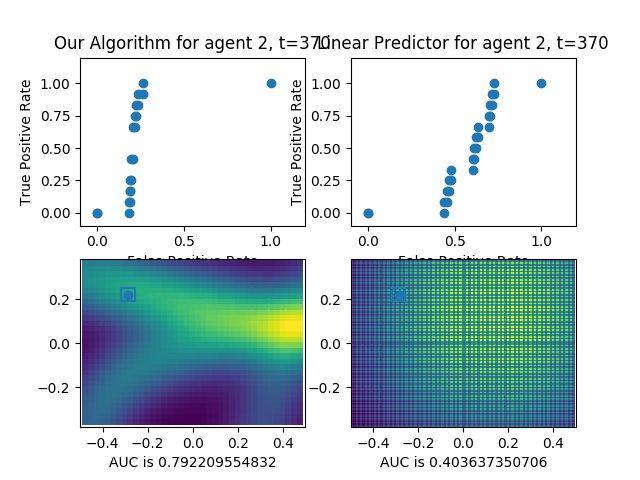 Our Algorithm for agent 2, t=370
Linear Predictor for agent 2, t=370
True Positive Rate
1.00
0.75
0.50
0.25
0.00
0.0 0.5 1.0
False Positive Rate
True Positive Rate
1.00
0.75
0.50
0.25
0.00
0.0 0.5 1.0
False Positive Rate
0.2
0.0
−0.2
−0.4 −0.2 0.0 0.2 0.4
AUC is 0.792209554832
0.2
0.0
−0.2
−0.4 −0.2 0.0 0.2 0.4
AUC is 0.403637350706